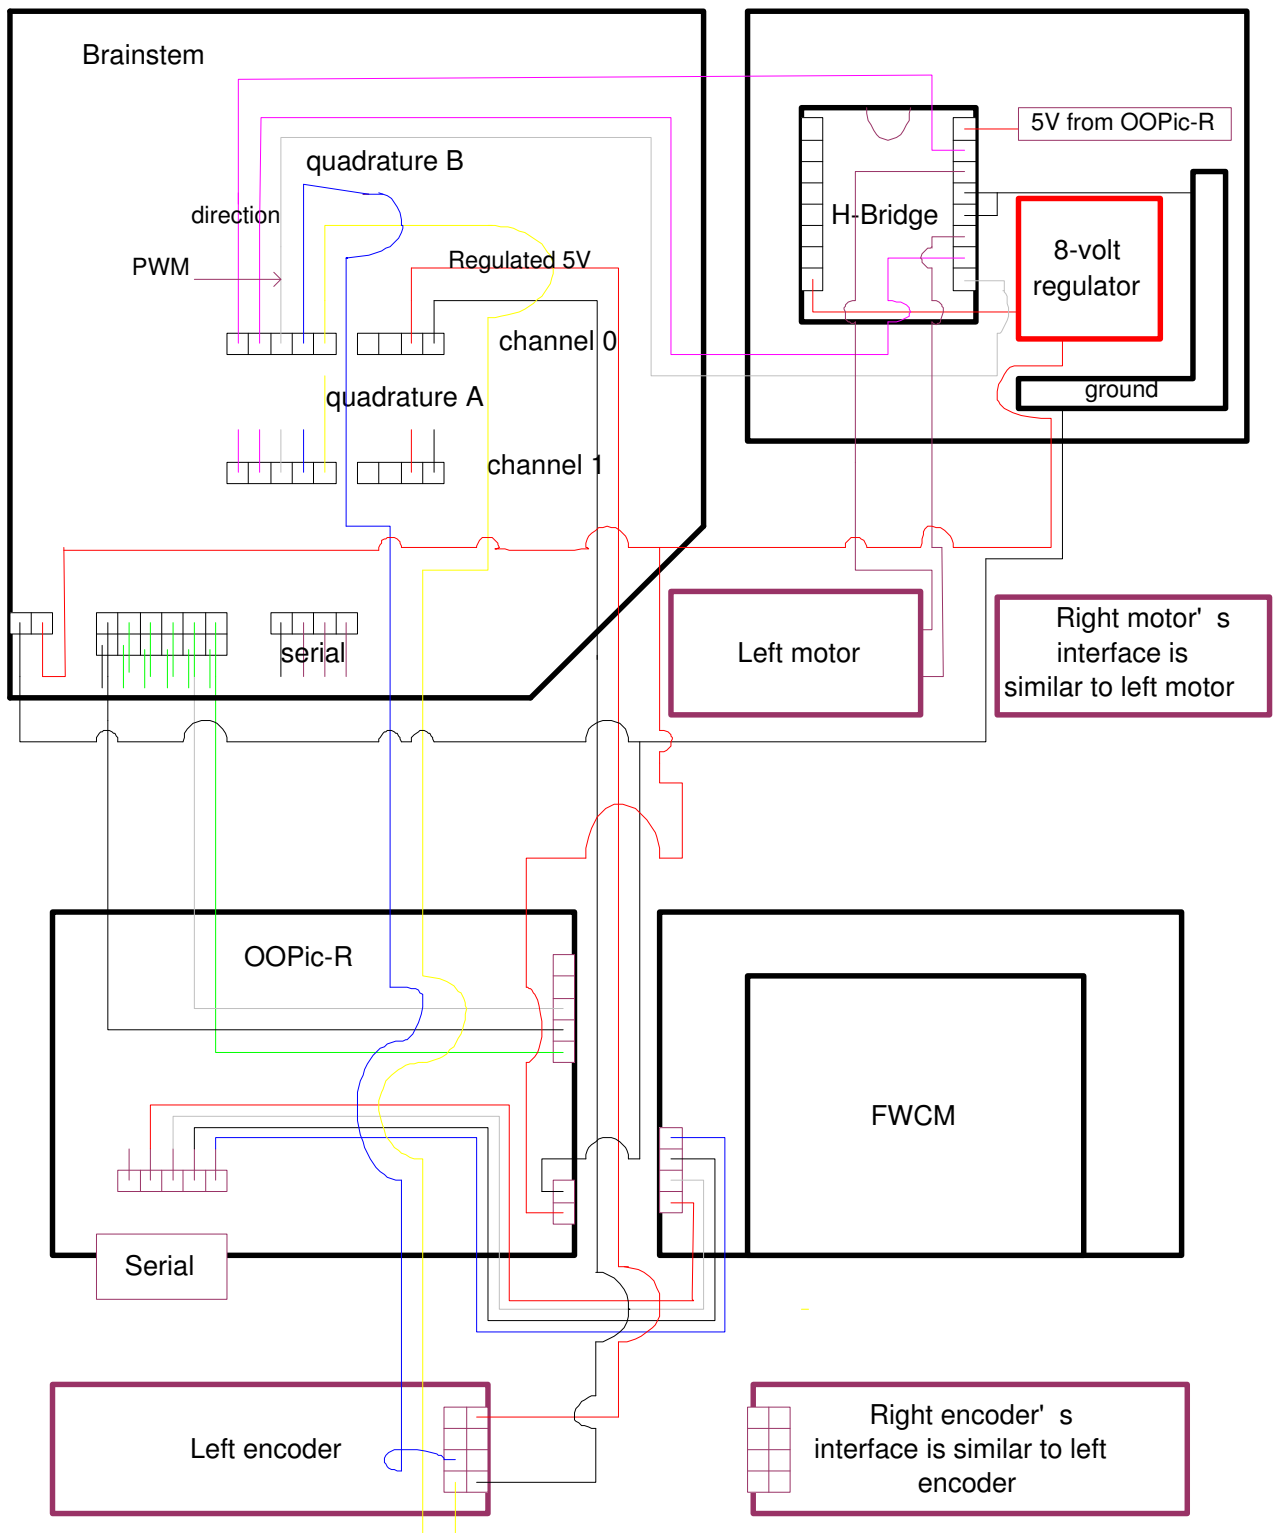 Brainstem
5V from OOPic-R
quadrature B
direction
H-Bridge
PWM
Regulated 5V
8-volt
regulator
channel 0
quadrature A
ground
channel 1
serial
Left motor
Right motor' s
interface is
similar to left motor
OOPic-R
FWCM
Serial
Left encoder
Right encoder' s
interface is similar to left
encoder